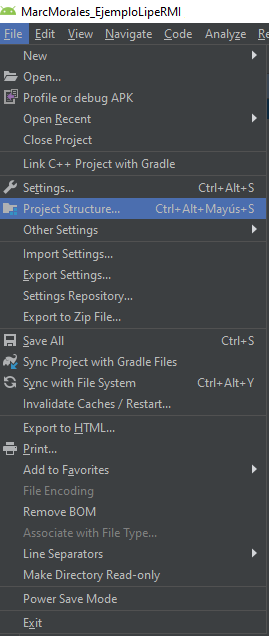 MarcMorales_EjemploLipeRMI
File Edit View Navigate Code Analyze
New
Open...
Profile or debug APK
Open Recent
Close Project
Link C++ Project with Gradle
Settings... Ctrl+Alt+S
Project Structure... Ctrl+Alt+Mayús+S
Other Settings
Import Settings...
Export Settings...
Settings Repository...
Export to Zip File...
Save All Ctrl+S
Sync Project with Gradle Files
Sync with File System Ctrl+Alt+Y
Invalidate Caches / Restart...
Export to HTML...
Print...
Add to Favorites
File Encoding
Remove BOM
Associate with File Type...
Line Separators
Make Directory Read-only
Power Save Mode
Exit